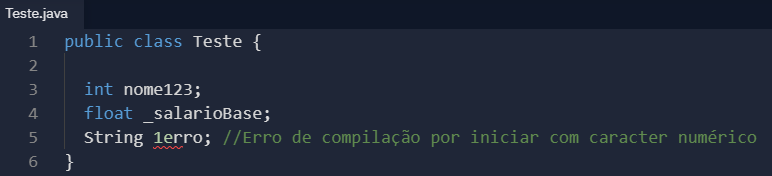 Teste.java
1 public class Teste {
2
3 int nome123;
4 float _salarioBase;
5 String 1erro; //Erro de compilação por iniciar com caracter numérico
6 }